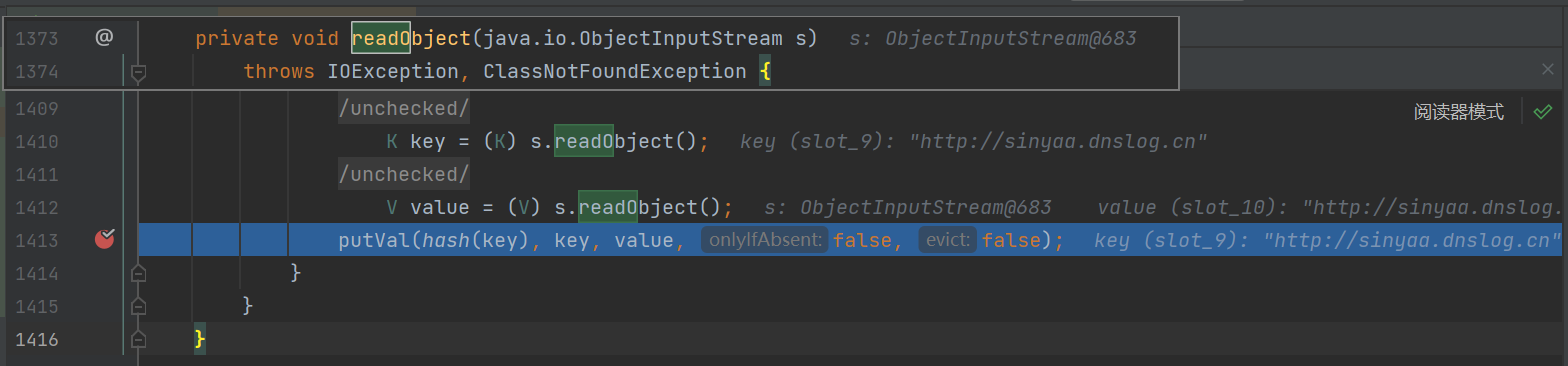 1373 @ private void readObject(java.io.ObjectInputStream s) s: ObjectInputStream@683
1374 throws IOException, ClassNotFoundException {
1409 /unchecked/
阅读器模式
1410 K key = (K) s.readObject(); key (slot_9): "http://sinyaa.dnslog.cn"
1411 /unchecked/
1412 V value = (V) s.readObject(); s: ObjectInputStream@683 value (slot_10): "http://sinyaa.dnslog.
1413 putVal(hash(key), key, value, onlyIfAbsent: false, evict: false); key (slot_9): "http://sinyaa.dnslog.cn"
1414 }
1415 }
1416 }